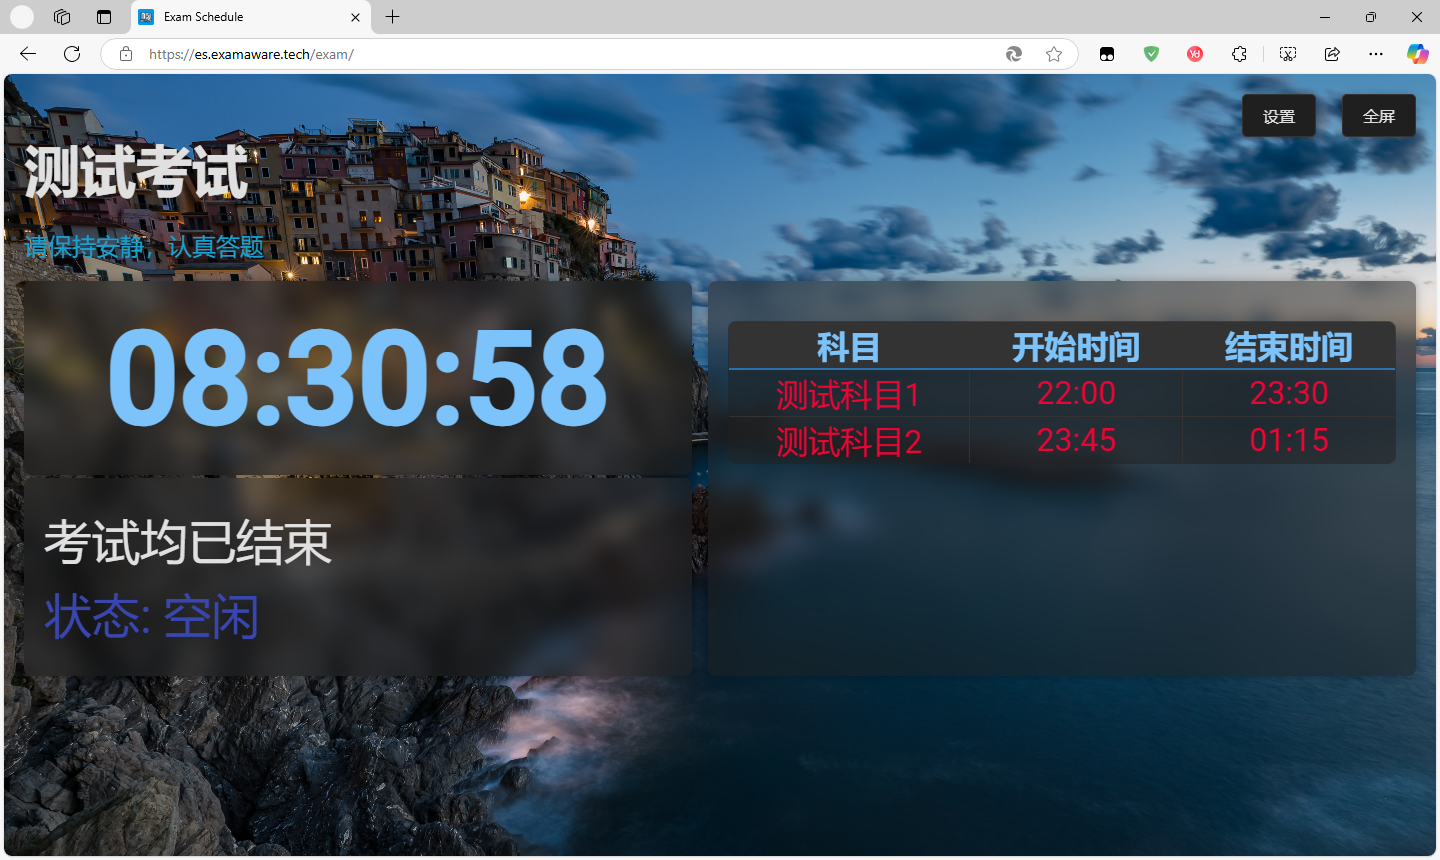 Exam Schedule
https://es.examaware.tech/exam/
设置
全屏
测试考试
请保持安静，认真答题
08:30:58
考试均已结束
状态: 空闲
科目 开始时间 结束时间
测试科目1 22:00 23:30
测试科目2 23:45 01:15